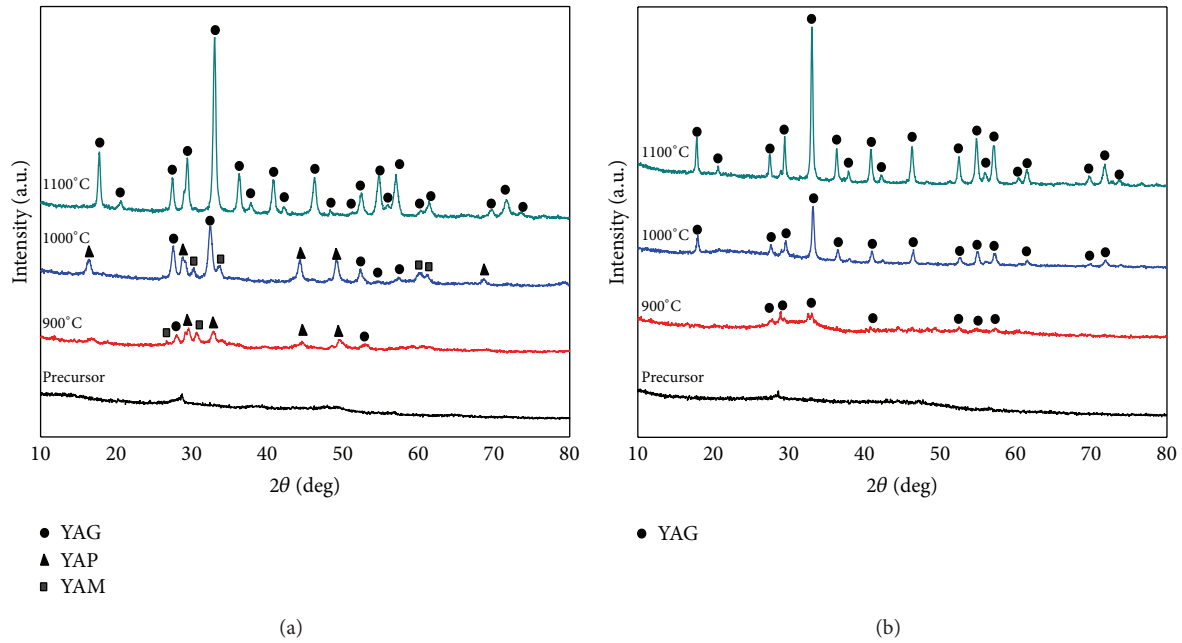 Intensity (a.u.)
1100°C
1000°C
900°C
Precursor
10 20 30 40 50 60 70 80
2θ (deg)
YAG
YAP
YAM
(a)
Intensity (a.u.)
1100°C
1000°C
900°C
Precursor
10 20 30 40 50 60 70 80
2θ (deg)
YAG
(b)